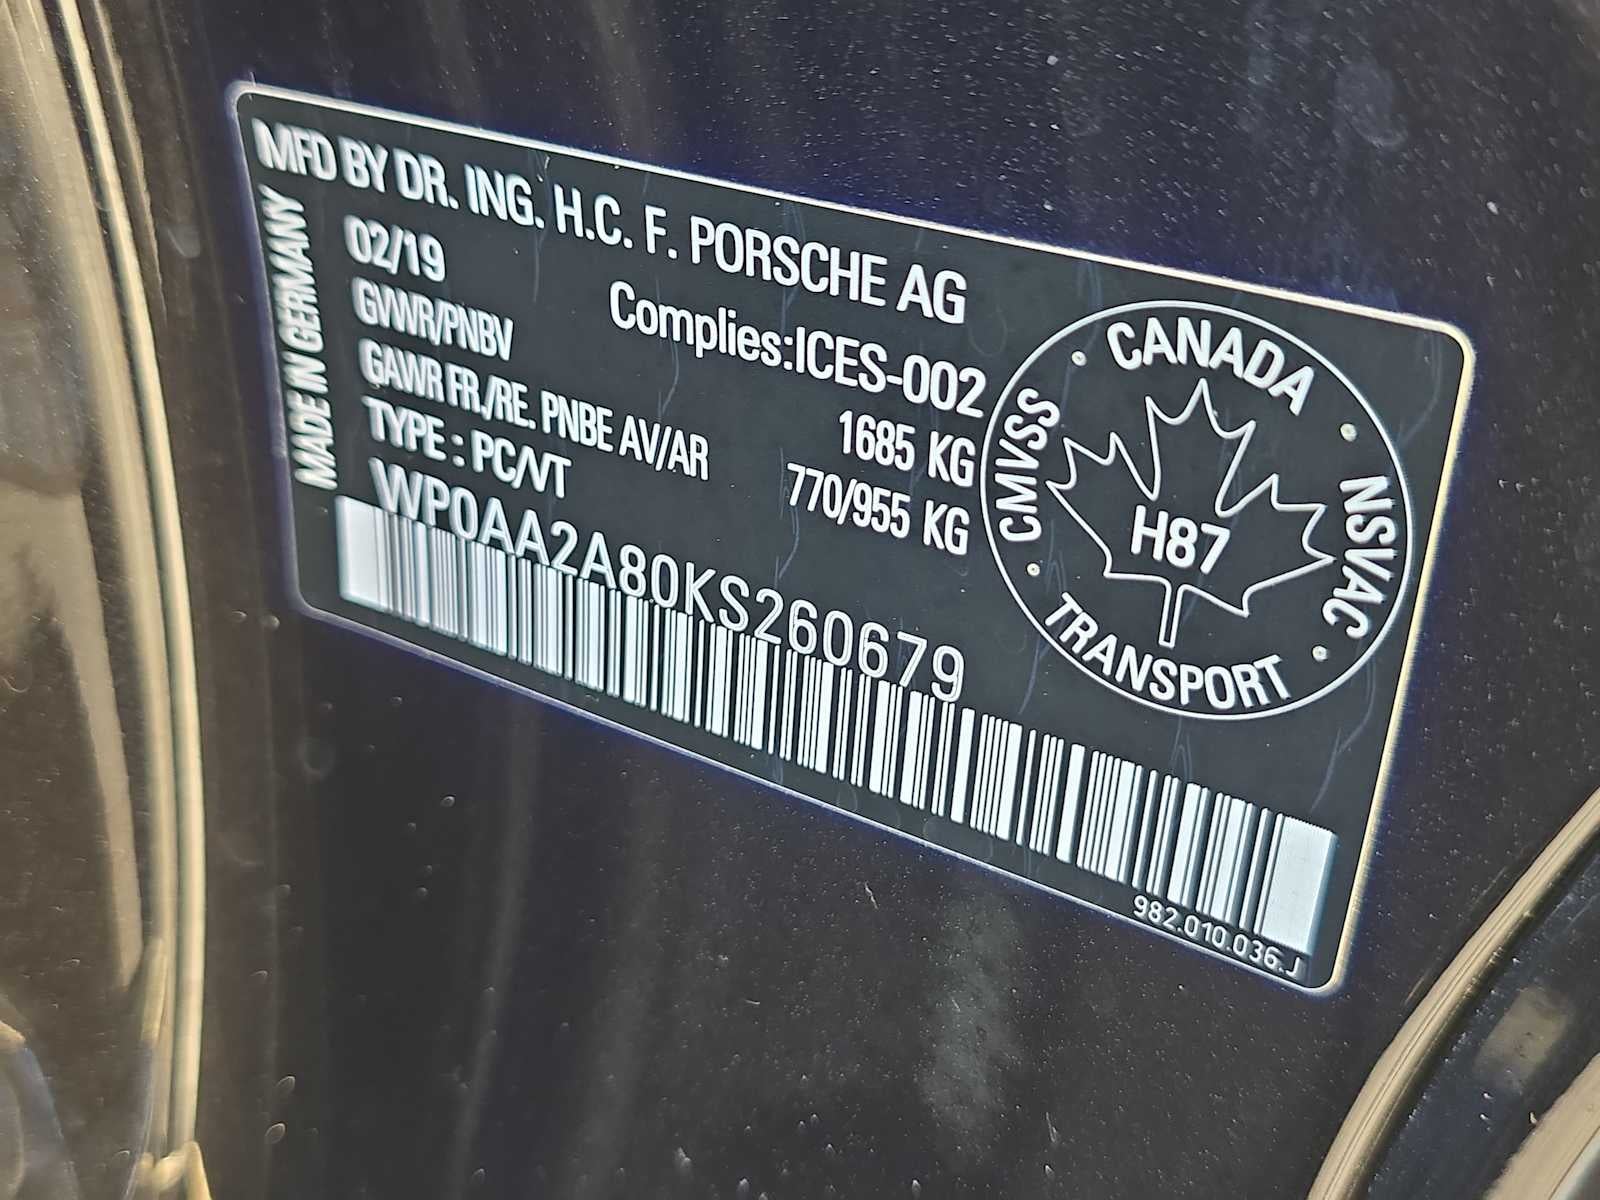 MFD BY DR. ING. H.C. F. PORSCHE AG
MADE IN GERMANY
02/19
Complies:ICES-002
GVWR/PNBV 1685 KG
GAWR FR./RE. PNBE AV/AR 770/955 KG
TYPE : PC/VT
WP0AA2A80KS260679
CANADA
CMVSS
NSVAC
H87
TRANSPORT
982.010.036.J